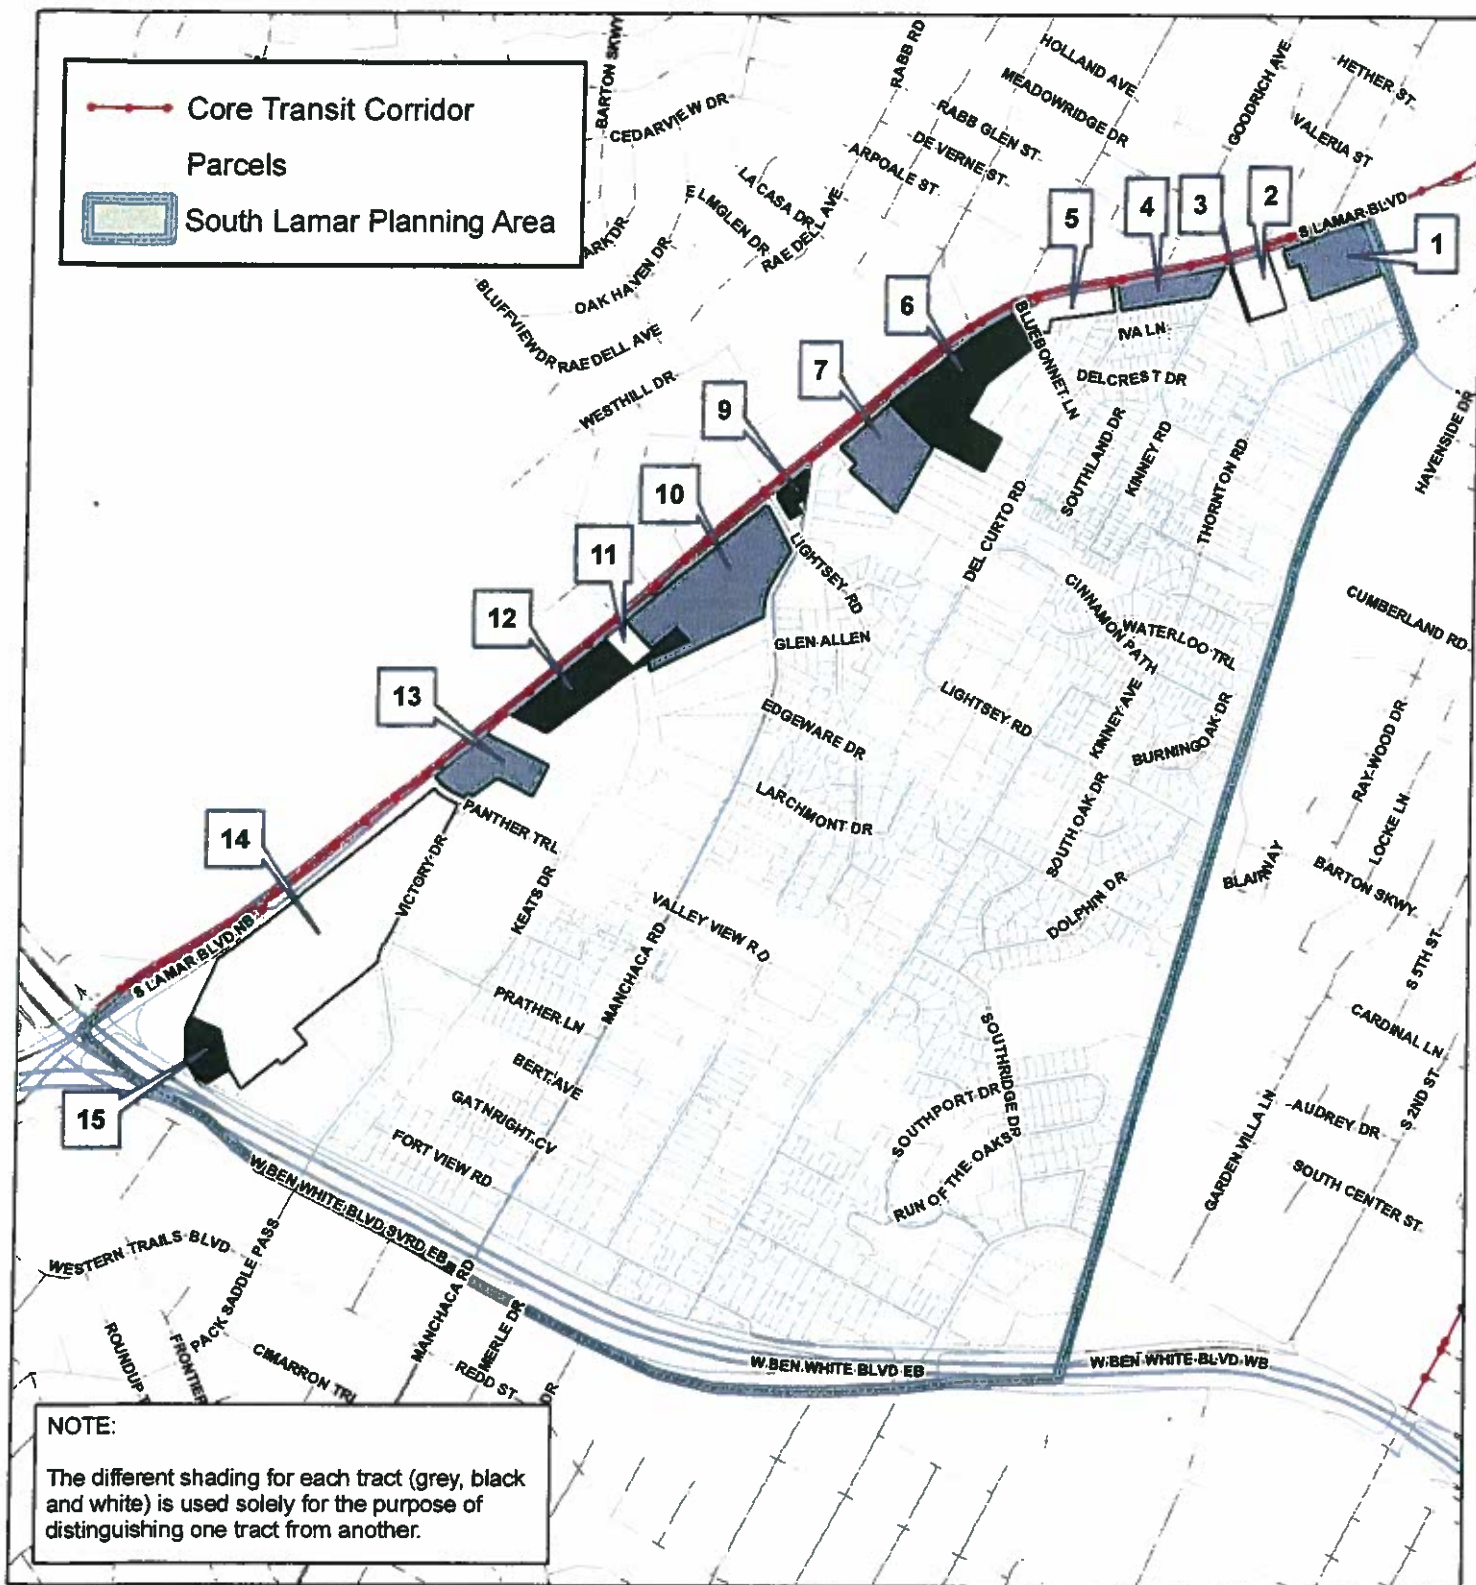 Core Transit Corridor
Parcels
South Lamar Planning Area
BARTON SKWY
CEDARVIEW DR
RABB RD
HOLLAND AVE
MEADOWRIDGE DR
RABB GLEN ST
DE VERNE ST
ARPDALE ST
GOODRICH AVE
HETHER ST
VALERIA ST
LA CASA DR
ELMGLEN DR
RAE DELL AVE
OAK HAVEN DR
BLUFFVIEW DR
RAE DELL AVE
WESTHILL DR
S LAMAR BLVD
1
2
3
4
5
6
7
9
10
11
12
13
14
15
IVA LN
BLUEBONNET LN
DELCREST DR
SOUTHLAND DR
KINNEY RD
THORNTON RD
DEL CURTO RD
HAVENSIDE DR
LIGHTSEY RD
GLEN ALLEN
CINNAMON PATH
WATERLOO TRL
CUMBERLAND RD
LIGHTSEY RD
KINNEY AVE
BURNING OAK DR
EDGEWARE DR
RAY WOOD DR
LOCKE LN
LARCHMONT DR
SOUTH OAK DR
PANTHER TRL
VICTORY DR
KEATS DR
BLAIRWAY
BARTON SKWY
DOLPHIN DR
VALLEY VIEW RD
MANCHACA RD
S LAMAR BLVD NB
S 5TH ST
PRATHER LN
SOUTHRIDGE DR
CARDINAL LN
BERT AVE
GATHRIGHT CV
SOUTHPORT DR
S 2ND ST
AUDREY DR
GARDEN VILLA LN
FORT VIEW RD
RUN OF THE OAKS
SOUTH CENTER ST
W BEN WHITE BLVD SVRD EB
WESTERN TRAILS BLVD
PACK SADDLE PASS
MANCHACA RD
MERLE DR
REDD ST
DR
W BEN WHITE BLVD EB
W BEN WHITE BLVD WB
ROUNDUP
FRONTIER
CIMARRON TRL
NOTE:
The different shading for each tract (grey, black
and white) is used solely for the purpose of
distinguishing one tract from another.